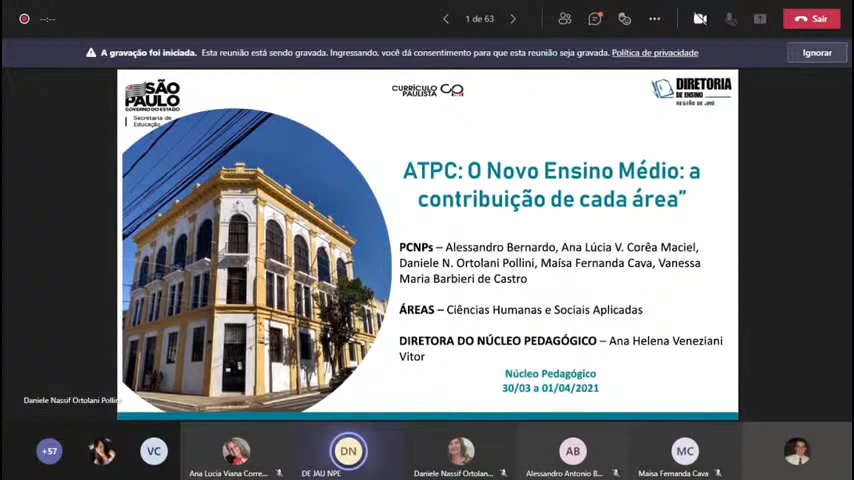 --:--
1 de 63
Sair
A gravação foi iniciada. Esta reunião está sendo gravada. Ingressando, você dá consentimento para que esta reunião seja gravada. Política de privacidade
Ignorar
SÃO PAULO
GOVERNO DO ESTADO
Secretaria de
Educação
CURRÍCULO
PAULISTA
DIRETORIA
DE ENSINO
REGIÃO DE JAÚ
ATPC: O Novo Ensino Médio: a
contribuição de cada área”
PCNPs – Alessandro Bernardo, Ana Lúcia V. Corêa Maciel,
Daniele N. Ortolani Pollini, Maísa Fernanda Cava, Vanessa
Maria Barbieri de Castro
ÁREAS – Ciências Humanas e Sociais Aplicadas
DIRETORA DO NÚCLEO PEDAGÓGICO – Ana Helena Veneziani
Vitor
Núcleo Pedagógico
30/03 a 01/04/2021
Daniele Nassif Ortolani Pollini
+57
VC
DN
AB
MC
Ana Lucia Viana Corre...
DE JAU NPE
Daniele Nassif Ortolan...
Alessandro Antonio B...
Maisa Fernanda Cava